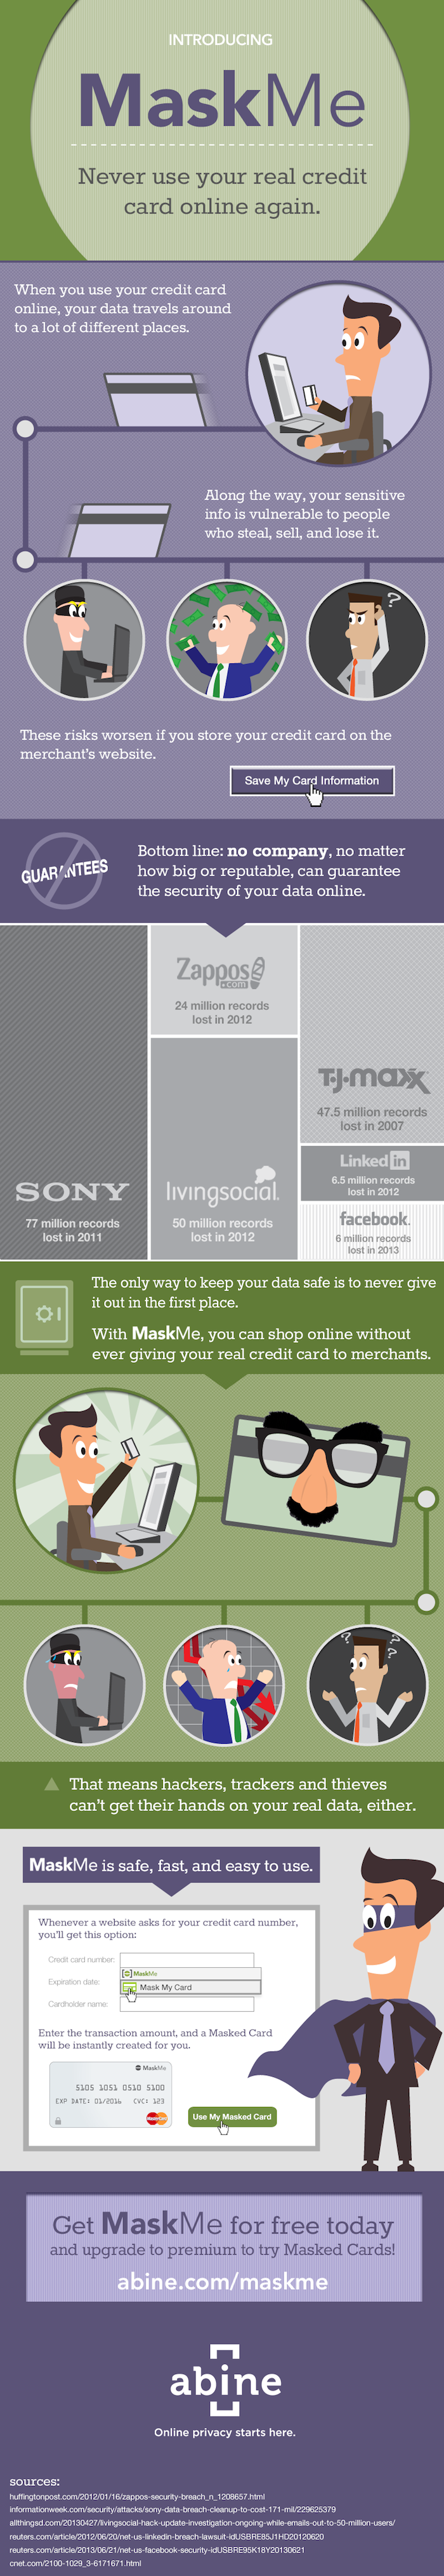 INTRODUCING
MaskMe
Never use your real credit
card online again.
When you use your credit card
online, your data travels around
to a lot of different places.
Along the way, your sensitive
info is vulnerable to people
who steal, sell, and lose it.
?
These risks worsen if you store your credit card on the
merchant's website.
Save My Card Information
GUARANTEES
Bottom line: no company, no matter
how big or reputable, can guarantee
the security of your data online.
Zappos
.com
24 million records
lost in 2012
T.J.maxx
47.5 million records
lost in 2007
LinkedIn
6.5 million records
lost in 2012
SONY
77 million records
lost in 2011
livingsocial.
50 million records
lost in 2012
facebook.
6 million records
lost in 2013
The only way to keep your data safe is to never give
it out in the first place.
With MaskMe, you can shop online without
ever giving your real credit card to merchants.
? ? ?
That means hackers, trackers and thieves
can't get their hands on your real data, either.
MaskMe is safe, fast, and easy to use.
Whenever a website asks for your credit card number,
you'll get this option:
Credit card number:
MaskMe
Expiration date:
Mask My Card
Cardholder name:
Enter the transaction amount, and a Masked Card
will be instantly created for you.
MaskMe
5105 1051 0510 5100
EXP DATE: 01/2016 CVC: 123
MasterCard
Use My Masked Card
Get MaskMe for free today
and upgrade to premium to try Masked Cards!
abine.com/maskme
abine
Online privacy starts here.
sources:
huffingtonpost.com/2012/01/16/zappos-security-breach_n_1208657.html
informationweek.com/security/attacks/sony-data-breach-cleanup-to-cost-171-mil/229625379
allthingsd.com/20130427/livingsocial-hack-update-investigation-ongoing-while-emails-out-to-50-million-users/
reuters.com/article/2012/06/20/net-us-linkedin-breach-lawsuit-idUSBRE85J1HD20120620
reuters.com/article/2013/06/21/net-us-facebook-security-idUSBRE95K18Y20130621
cnet.com/2100-1029_3-6171671.html